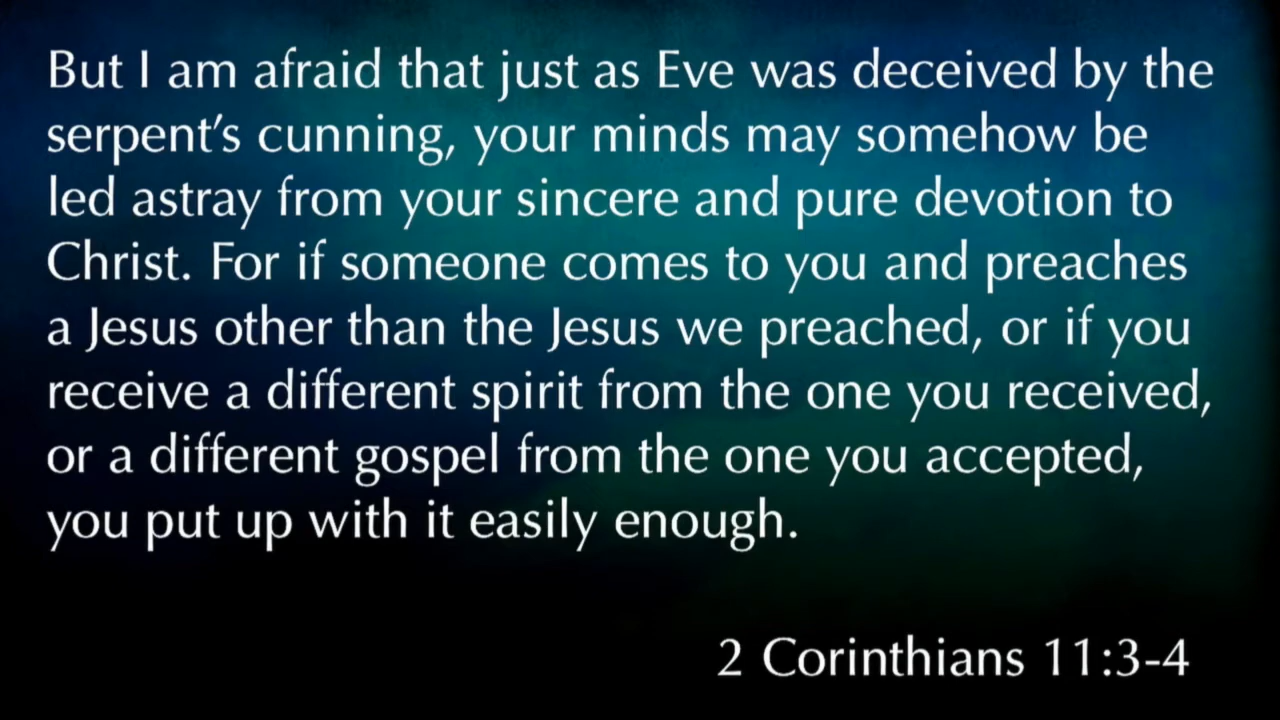 But I am afraid that just as Eve was deceived by the
serpent’s cunning, your minds may somehow be
led astray from your sincere and pure devotion to
Christ. For if someone comes to you and preaches
a Jesus other than the Jesus we preached, or if you
receive a different spirit from the one you received,
or a different gospel from the one you accepted,
you put up with it easily enough.
2 Corinthians 11:3-4